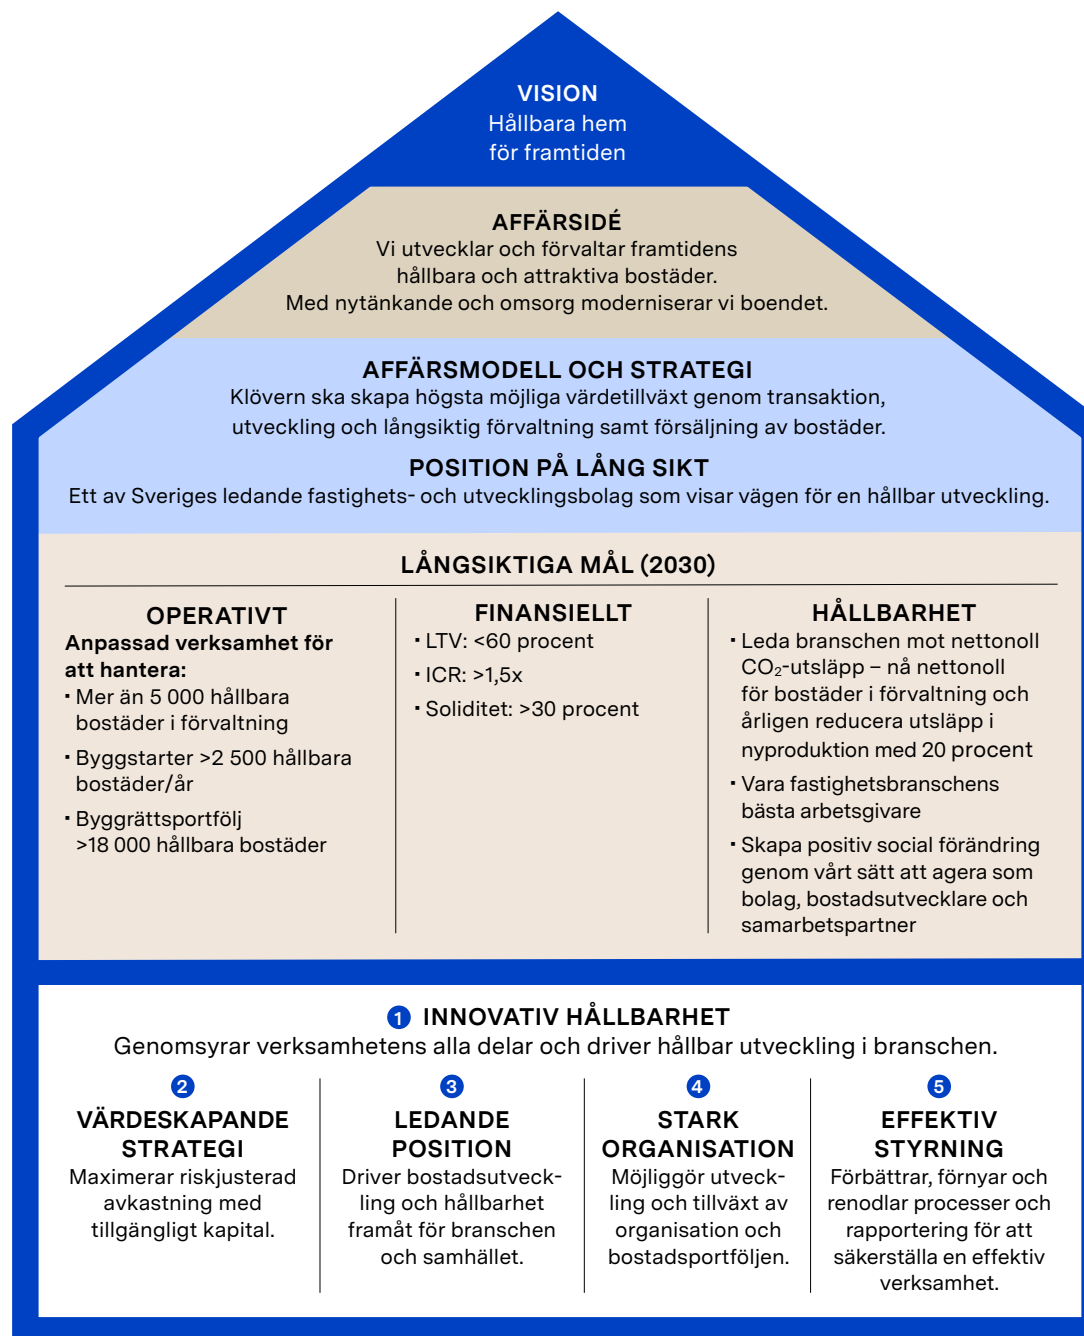 VISION
Hållbara hem
för framtiden
AFFÄRSIDÉ
Vi utvecklar och förvaltar framtidens
hållbara och attraktiva bostäder.
Med nytänkande och omsorg moderniserar vi boendet.
AFFÄRSMODELL OCH STRATEGI
Klövern ska skapa högsta möjliga värdetillväxt genom transaktion,
utveckling och långsiktig förvaltning samt försäljning av bostäder.
POSITION PÅ LÅNG SIKT
Ett av Sveriges ledande fastighets- och utvecklingsbolag som visar vägen för en hållbar utveckling.
LÅNGSIKTIGA MÅL (2030)
OPERATIVT
Anpassad verksamhet för
att hantera:
▪ Mer än 5 000 hållbara
bostäder i förvaltning
▪ Byggstarter >2 500 hållbara
bostäder/år
▪ Byggrättsportfölj
>18 000 hållbara bostäder
FINANSIELLT
▪ LTV: <60 procent
▪ ICR: >1,5x
▪ Soliditet: >30 procent
HÅLLBARHET
▪ Leda branschen mot nettonoll
CO₂-utsläpp – nå nettonoll
för bostäder i förvaltning och
årligen reducera utsläpp i
nyproduktion med 20 procent
▪ Vara fastighetsbranschens
bästa arbetsgivare
▪ Skapa positiv social förändring
genom vårt sätt att agera som
bolag, bostadsutvecklare och
samarbetspartner
1 INNOVATIV HÅLLBARHET
Genomsyrar verksamhetens alla delar och driver hållbar utveckling i branschen.
2
VÄRDESKAPANDE
STRATEGI
Maximerar riskjusterad
avkastning med
tillgängligt kapital.
3
LEDANDE
POSITION
Driver bostadsutveck-
ling och hållbarhet
framåt för branschen
och samhället.
4
STARK
ORGANISATION
Möjliggör utveck-
ling och tillväxt av
organisation och
bostadsportföljen.
5
EFFEKTIV
STYRNING
Förbättrar, förnyar och
renodlar processer och
rapportering för att
säkerställa en effektiv
verksamhet.